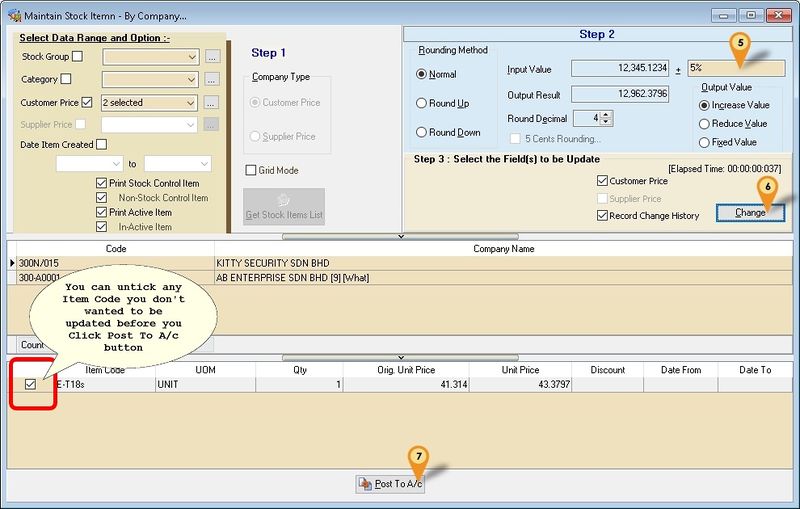 Maintain Stock Itemn - By Company...
Select Data Range and Option :-
Stock Group
...
Category
...
Customer Price
2 selected
...
Supplier Price
...
Date Item Created
to
Print Stock Control Item
Non-Stock Control Item
Print Active Item
In-Active Item
Step 1
Company Type
Customer Price
Supplier Price
Grid Mode
Get Stock Items List
Step 2
Rounding Method
Normal
Round Up
Round Down
Input Value
12,345.1234
±
5%
5
Output Result
12,962.3796
Round Decimal
4
5 Cents Rounding...
Output Value
Increase Value
Reduce Value
Fixed Value
Step 3 : Select the Field(s) to be Update
[Elapsed Time: 00:00:00:037]
Customer Price
Supplier Price
Record Change History
6
Change
Code Company Name
300N/015 KITTY SECURITY SDN BHD
300-A0001 AB ENTERPRISE SDN BHD [9] [What]
You can untick any
Item Code you don't
wanted to be
updated before you
Click Post To A/c
button
Count
Item Code UOM Qty Orig. Unit Price Unit Price Discount Date From Date To
E-T18s UNIT 1 41.314 43.3797
7
Post To A/c